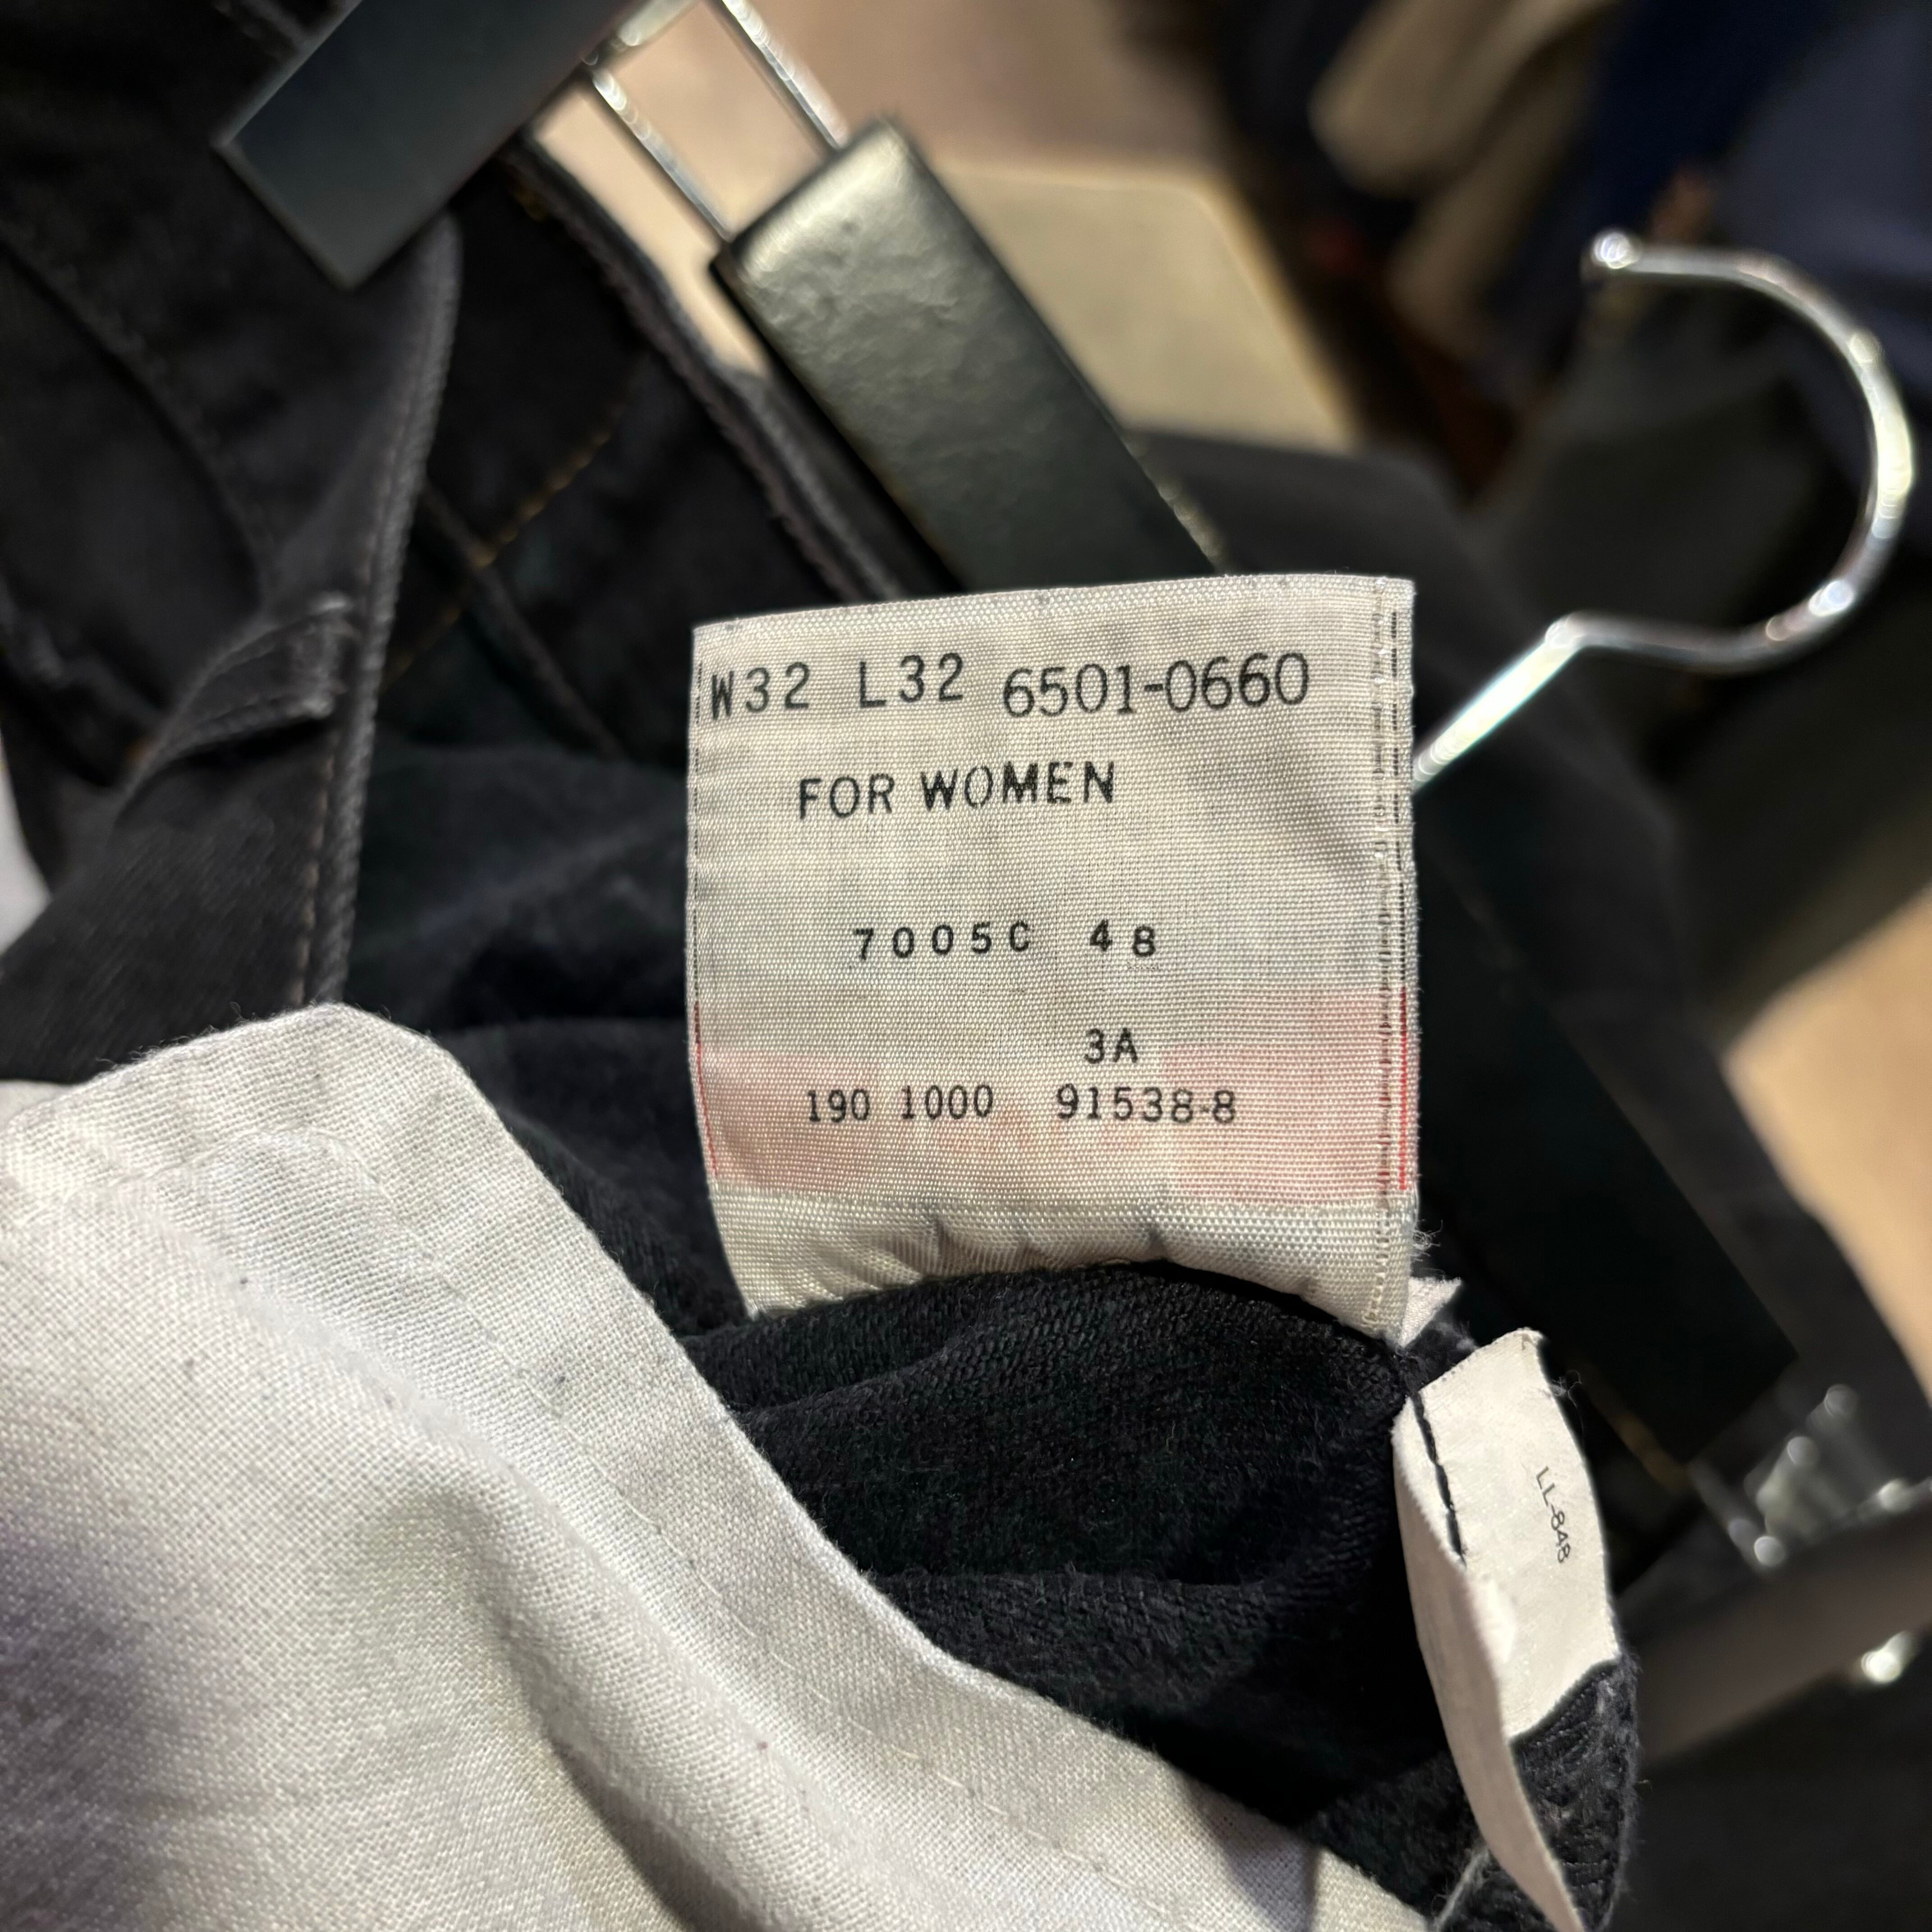 W32 L32 6501-0660
FOR WOMEN
7005C 48
3A
190 1000 91538-8
LL-848